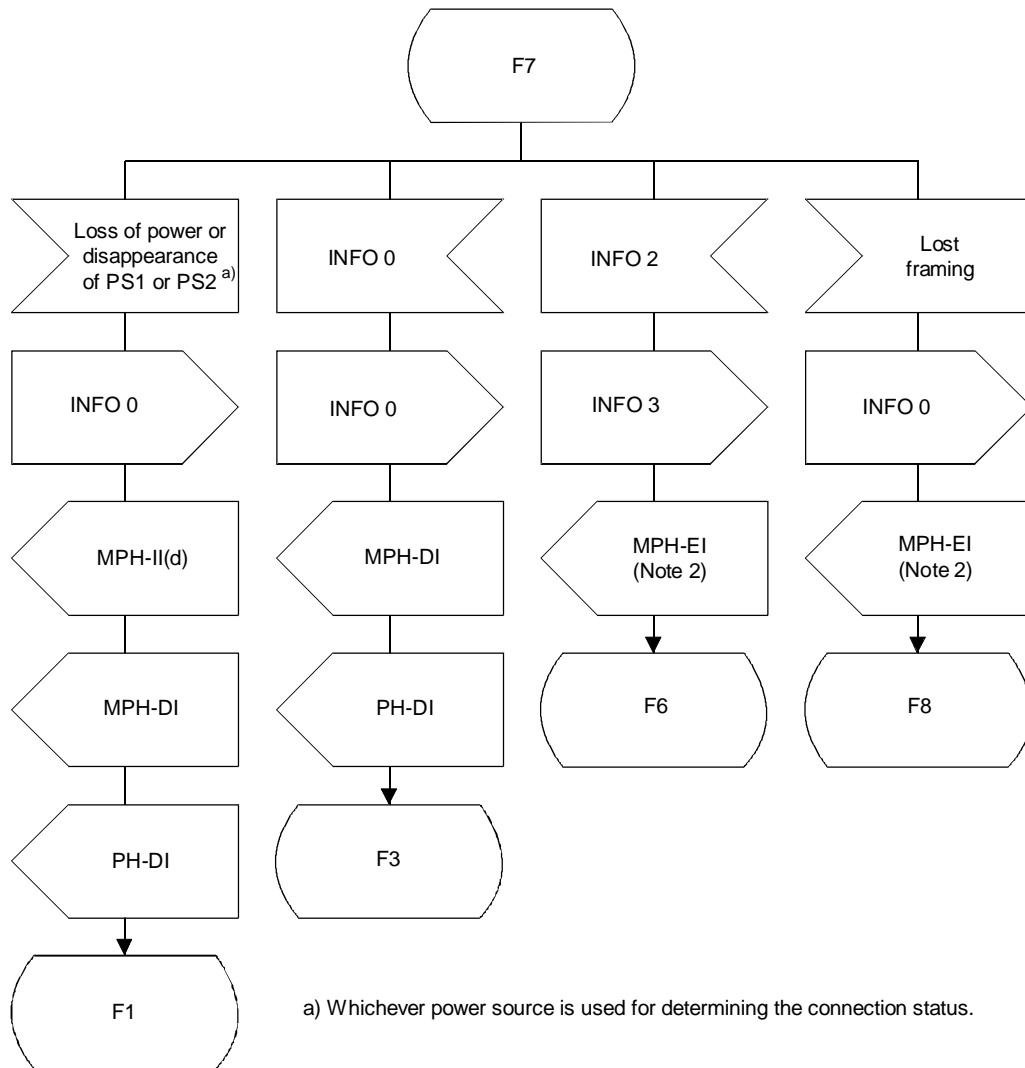 F7
Loss of power or
disappearance
of PS1 or PS2 a)
INFO 0
INFO 2
Lost
framing
INFO 0
INFO 0
INFO 3
INFO 0
MPH-II(d)
MPH-DI
MPH-EI
(Note 2)
MPH-EI
(Note 2)
MPH-DI
PH-DI
F6
F8
PH-DI
F3
F1
a) Whichever power source is used for determining the connection status.